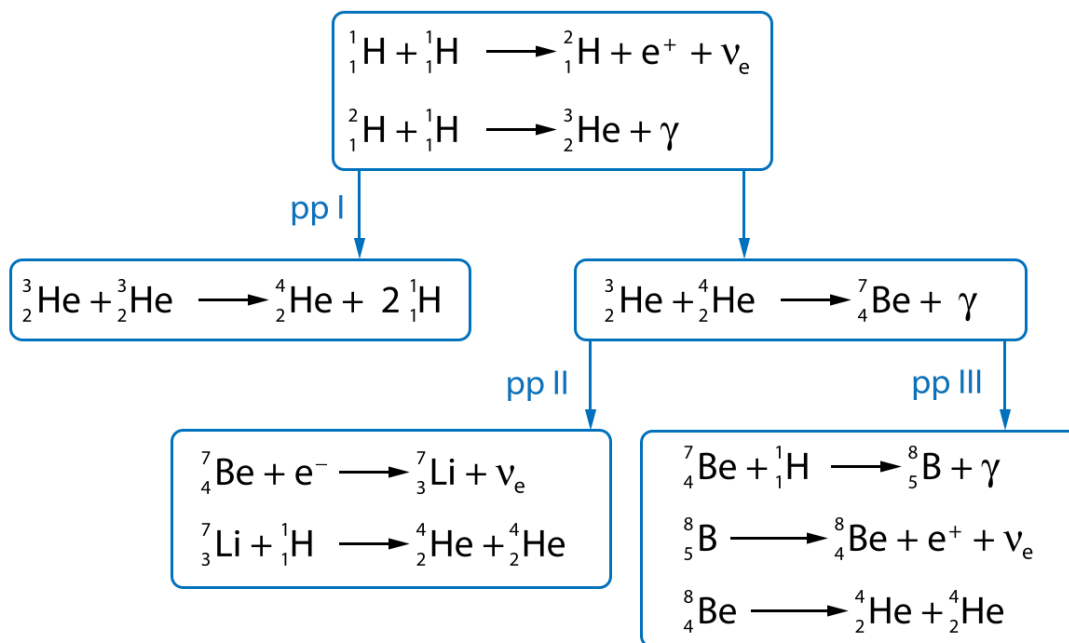 ¹₁H + ¹₁H ⟶ ²₁H + e⁺ + νₑ
²₁H + ¹₁H ⟶ ³₂He + γ
pp I
³₂He + ³₂He ⟶ ⁴₂He + 2 ¹₁H
³₂He + ⁴₂He ⟶ ⁷₄Be + γ
pp II
pp III
⁷₄Be + e⁻ ⟶ ⁷₃Li + νₑ
⁷₃Li + ¹₁H ⟶ ⁴₂He + ⁴₂He
⁷₄Be + ¹₁H ⟶ ⁸₅B + γ
⁸₅B ⟶ ⁸₄Be + e⁺ + νₑ
⁸₄Be ⟶ ⁴₂He + ⁴₂He